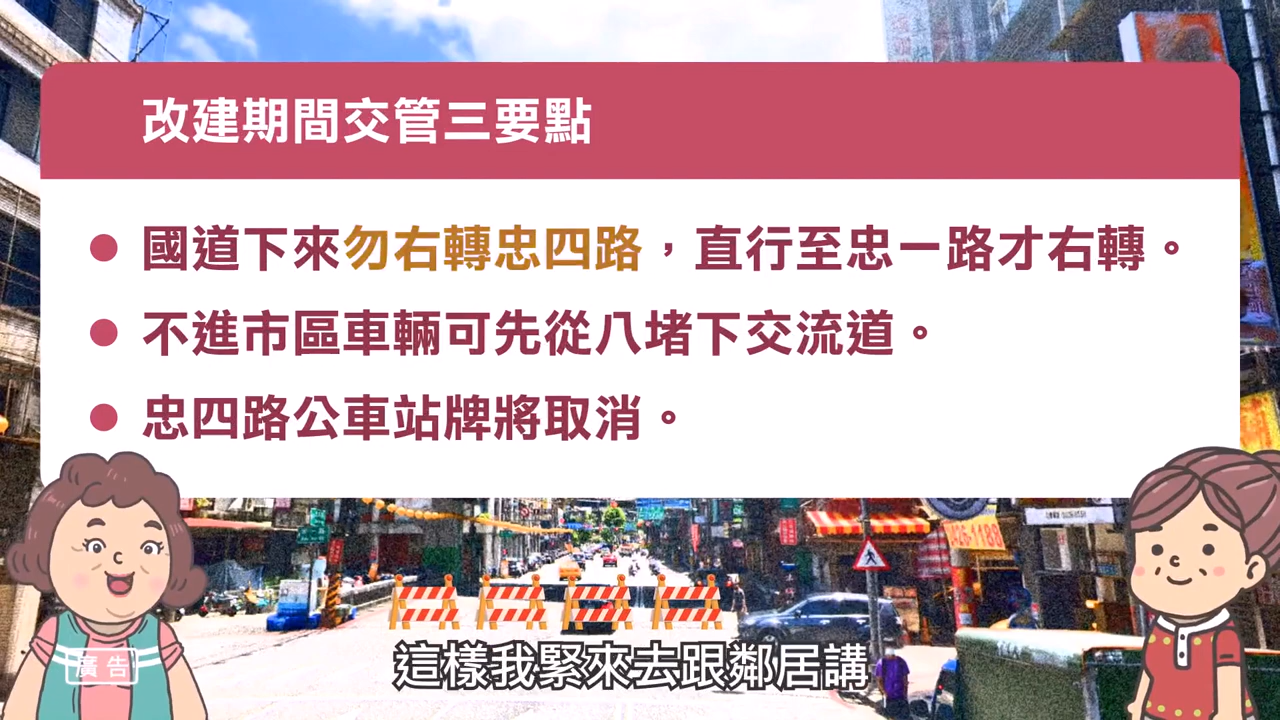 改建期間交管三要點
國道下來勿右轉忠四路，直行至忠一路才右轉。
不進市區車輛可先從八堵下交流道。
忠四路公車站牌將取消。
廣告
這樣我緊來去跟鄰居講